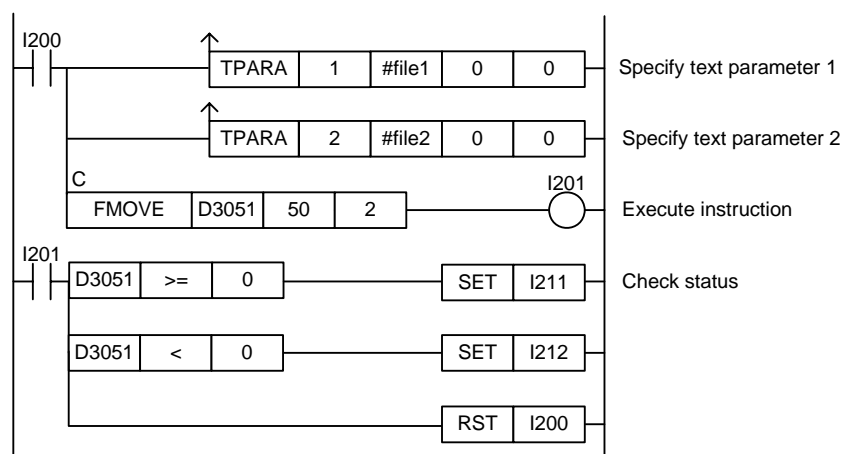 I200
TPARA 1 #file1 0 0 Specify text parameter 1
TPARA 2 #file2 0 0 Specify text parameter 2
C I201
FMOVE D3051 50 2 Execute instruction
I201
D3051 >= 0 SET I211 Check status
D3051 < 0 SET I212
RST I200